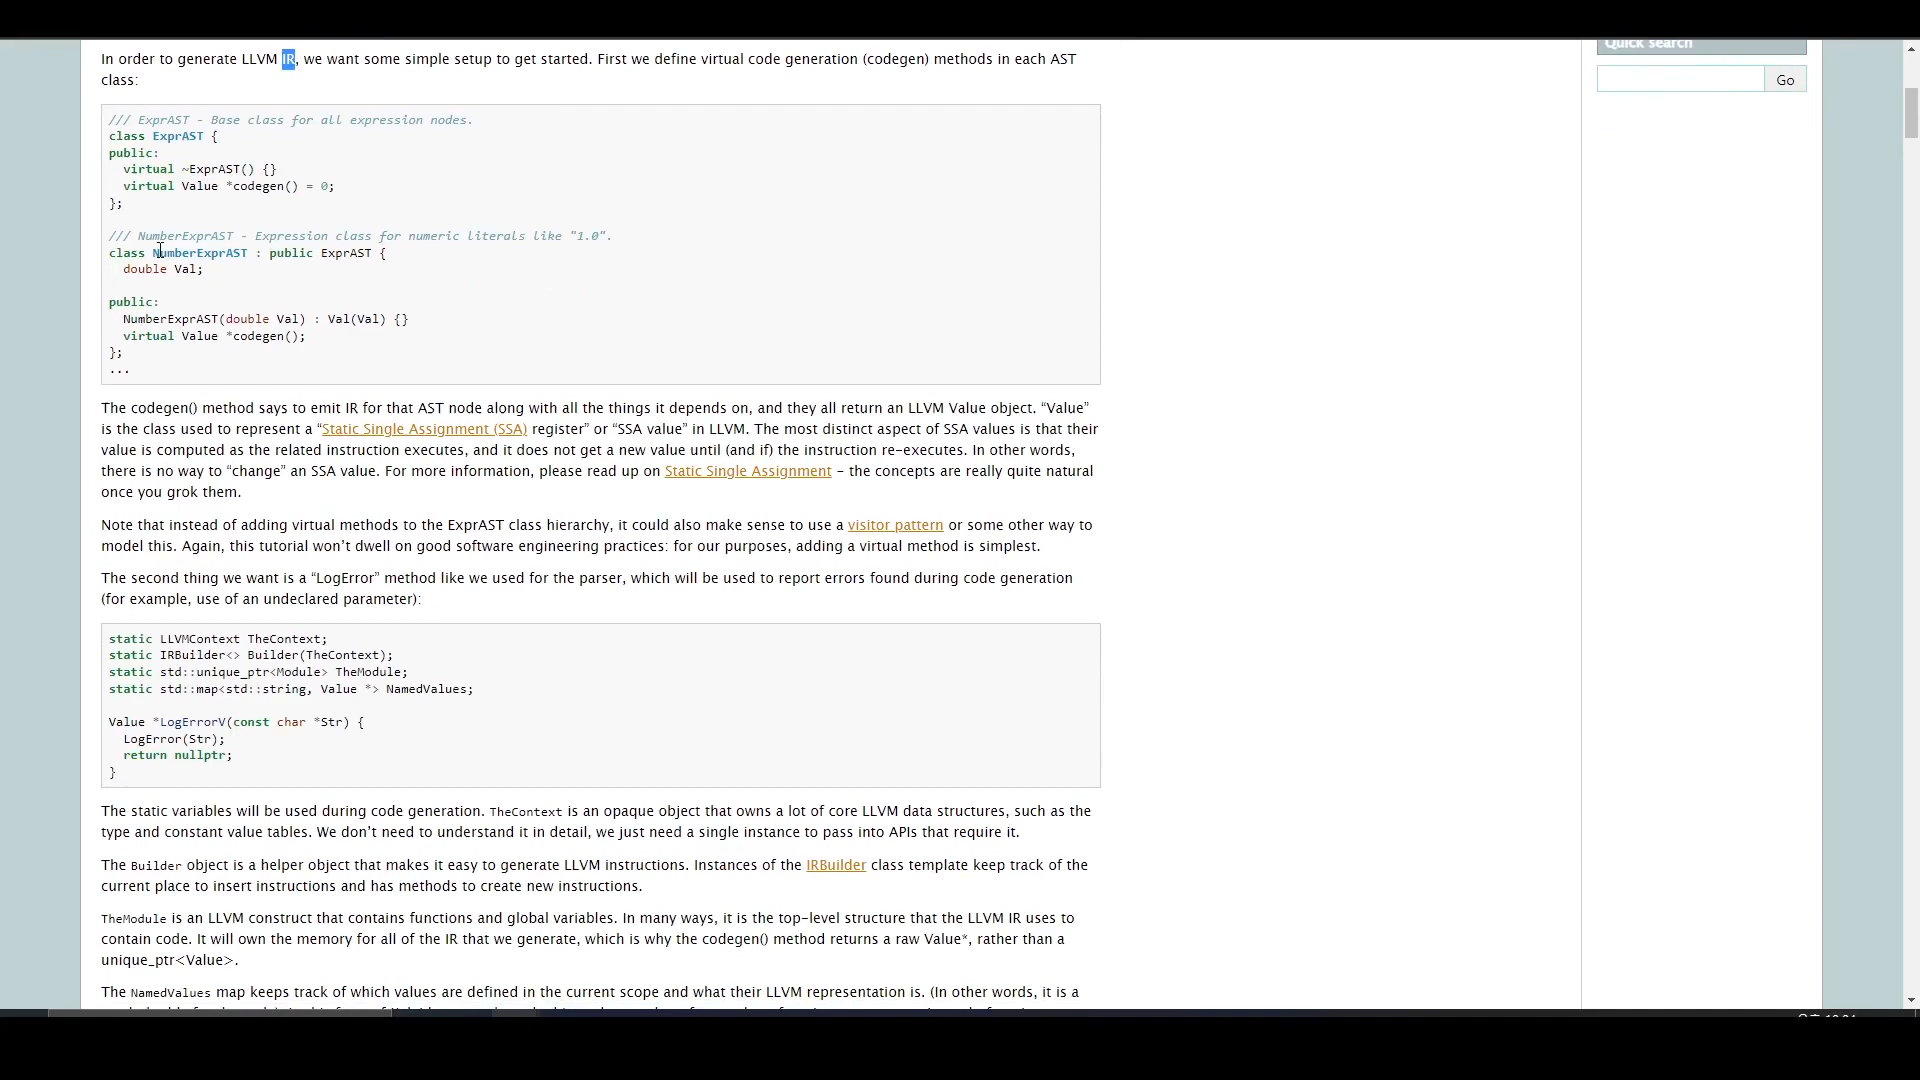 In order to generate LLVM IR, we want some simple setup to get started. First we define virtual code generation (codegen) methods in each AST
class:
/// ExprAST - Base class for all expression nodes.
class ExprAST {
public:
  virtual ~ExprAST() {}
  virtual Value *codegen() = 0;
};
/// NumberExprAST - Expression class for numeric literals like "1.0".
class NumberExprAST : public ExprAST {
  double Val;
public:
  NumberExprAST(double Val) : Val(Val) {}
  virtual Value *codegen();
};
...
The codegen() method says to emit IR for that AST node along with all the things it depends on, and they all return an LLVM Value object. “Value”
is the class used to represent a “Static Single Assignment (SSA) register” or “SSA value” in LLVM. The most distinct aspect of SSA values is that their
value is computed as the related instruction executes, and it does not get a new value until (and if) the instruction re-executes. In other words,
there is no way to “change” an SSA value. For more information, please read up on Static Single Assignment – the concepts are really quite natural
once you grok them.
Note that instead of adding virtual methods to the ExprAST class hierarchy, it could also make sense to use a visitor pattern or some other way to
model this. Again, this tutorial won’t dwell on good software engineering practices: for our purposes, adding a virtual method is simplest.
The second thing we want is a “LogError” method like we used for the parser, which will be used to report errors found during code generation
(for example, use of an undeclared parameter):
static LLVMContext TheContext;
static IRBuilder<> Builder(TheContext);
static std::unique_ptr<Module> TheModule;
static std::map<std::string, Value *> NamedValues;
Value *LogErrorV(const char *Str) {
  LogError(Str);
  return nullptr;
}
The static variables will be used during code generation. TheContext is an opaque object that owns a lot of core LLVM data structures, such as the
type and constant value tables. We don’t need to understand it in detail, we just need a single instance to pass into APIs that require it.
The Builder object is a helper object that makes it easy to generate LLVM instructions. Instances of the IRBuilder class template keep track of the
current place to insert instructions and has methods to create new instructions.
TheModule is an LLVM construct that contains functions and global variables. In many ways, it is the top-level structure that the LLVM IR uses to
contain code. It will own the memory for all of the IR that we generate, which is why the codegen() method returns a raw Value*, rather than a
unique_ptr<Value>.
The NamedValues map keeps track of which values are defined in the current scope and what their LLVM representation is. (In other words, it is a
Quick search
Go